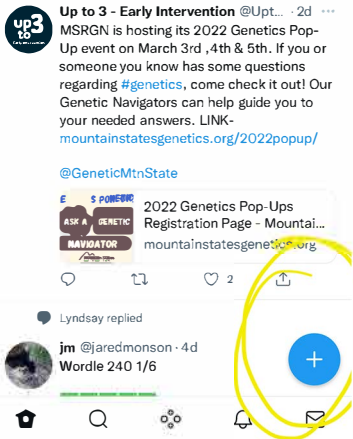 up
3
to
Up to 3 - Early Intervention @Upt... · 2d
MSRGN is hosting its 2022 Genetics Pop-
Up event on March 3rd ,4th & 5th. If you or
someone you know has some questions
regarding #genetics, come check it out! Our
Genetic Navigators can help guide you to
your needed answers. LINK-
mountainstatesgenetics.org/2022popup/
@GeneticMtnState
ASK A GENETIC
NAVIGATOR
2022 Genetics Pop-Ups
Registration Page - Mountai...
mountainstatesgenetics.org
2
Lyndsay replied
jm @jaredmonson · 4d
Wordle 240 1/6